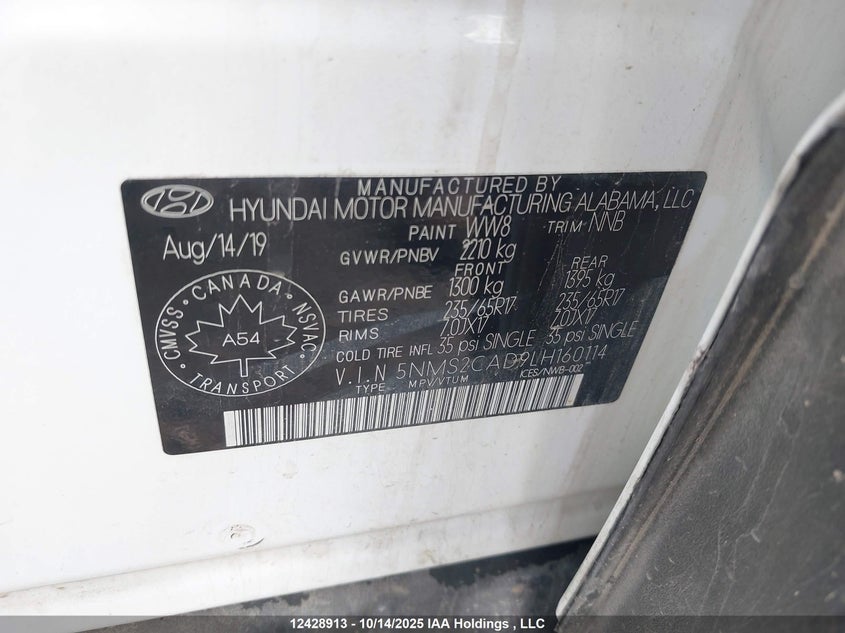 MANUFACTURED BY
HYUNDAI MOTOR MANUFACTURING ALABAMA, LLC
Aug/14/19
PAINT WW8 TRIM NNB
GVWR/PNBV 2210 kg
FRONT REAR
GAWR/PNBE 1300 kg 1395 kg
TIRES 235/65R17 235/65R17
RIMS 7.0JX17 7.0JX17
COLD TIRE INFL 35 psi SINGLE 35 psi SINGLE
V.I.N 5NMS2CAD9LH160114
TYPE MPV/VTUM ICES/NWB-002
CMVSS · CANADA · NSVAC
A54
TRANSPORT
12428913 - 10/14/2025 IAA Holdings , LLC